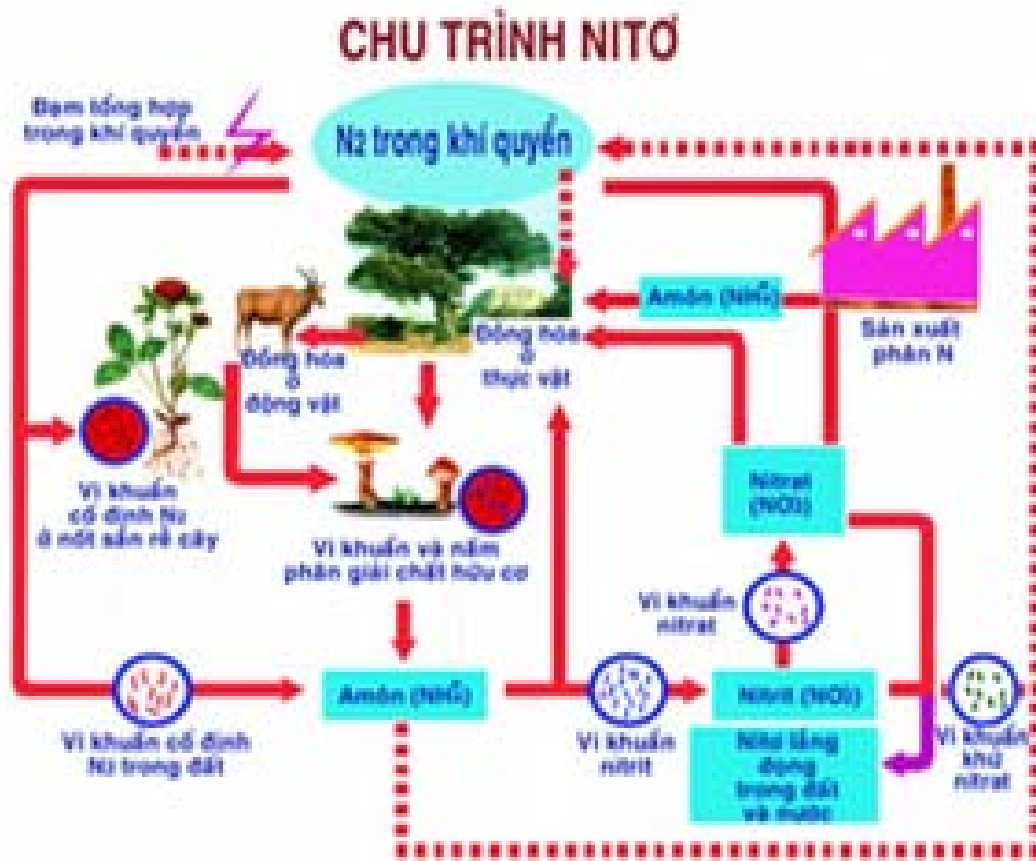 CHU TRÌNH NITƠ
Đạm tổng hợp
trong khí quyển
N2 trong khí quyển
Amôn (NH4)
Sản xuất
phân N
Đồng hóa
ở
động vật
Đồng hóa
ở
thực vật
Vi khuẩn
cố định N2
ở nốt sần rễ cây
Vi khuẩn và nấm
phân giải chất hữu cơ
Nitrat
(NO3)
Vi khuẩn
nitrat
Amôn (NH4)
Nitrit (NO2)
Vi khuẩn cố định
N2 trong đất
Vi khuẩn
nitrit
Nitơ lắng
đọng
trong đất
và nước
Vi khuẩn
khử
nitrat